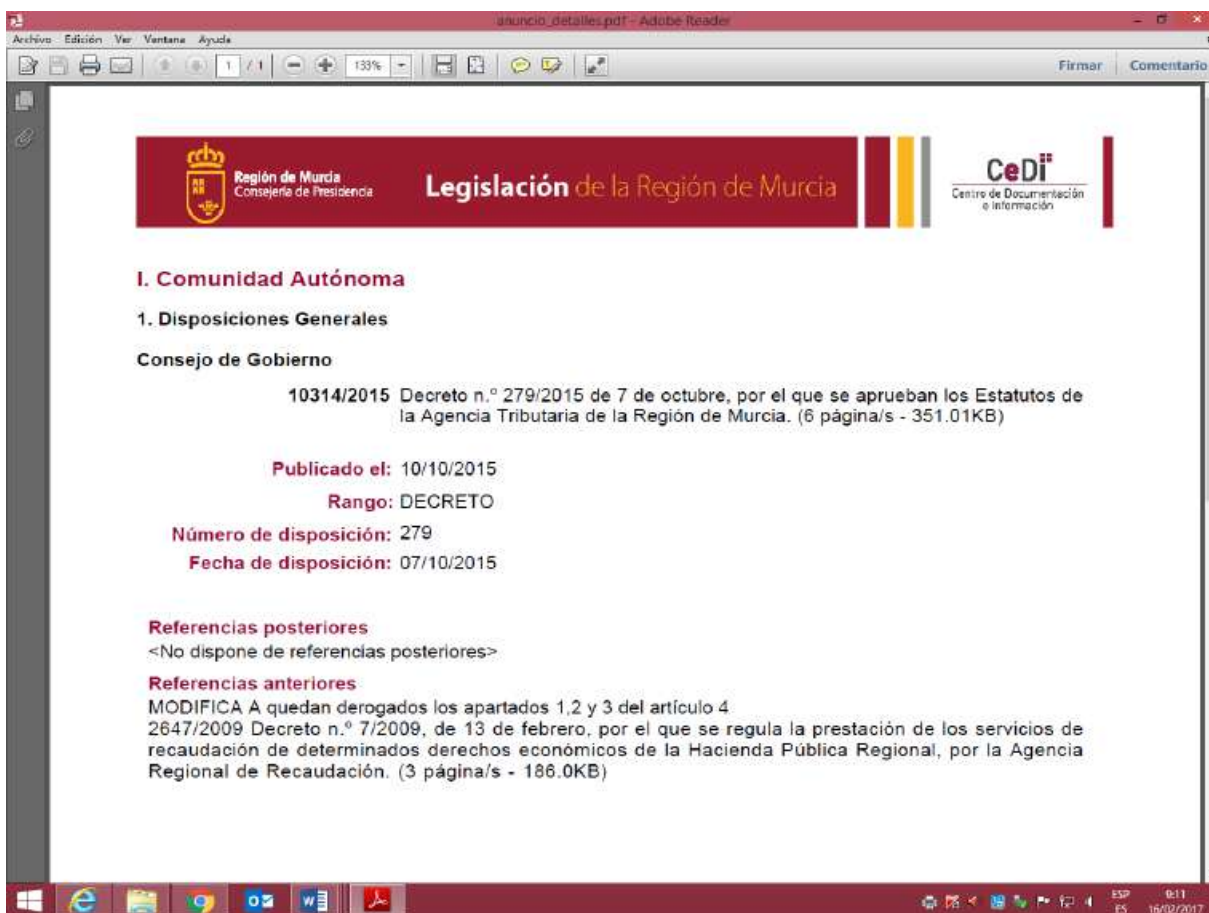 anuncio_detalles.pdf - Adobe Reader
Archivo Edición Ver Ventana Ayuda
1 / 1 133% Firmar Comentario
Región de Murcia
Consejería de Presidencia
Legislación de la Región de Murcia
CeDi
Centro de Documentación
e Información
I. Comunidad Autónoma
1. Disposiciones Generales
Consejo de Gobierno
10314/2015 Decreto n.º 279/2015 de 7 de octubre, por el que se aprueban los Estatutos de
la Agencia Tributaria de la Región de Murcia. (6 página/s - 351.01KB)
Publicado el: 10/10/2015
Rango: DECRETO
Número de disposición: 279
Fecha de disposición: 07/10/2015
Referencias posteriores
<No dispone de referencias posteriores>
Referencias anteriores
MODIFICA A quedan derogados los apartados 1,2 y 3 del artículo 4
2647/2009 Decreto n.º 7/2009, de 13 de febrero, por el que se regula la prestación de los servicios de
recaudación de determinados derechos económicos de la Hacienda Pública Regional, por la Agencia
Regional de Recaudación. (3 página/s - 186.0KB)
ESP 9:11
ES 16/02/2017